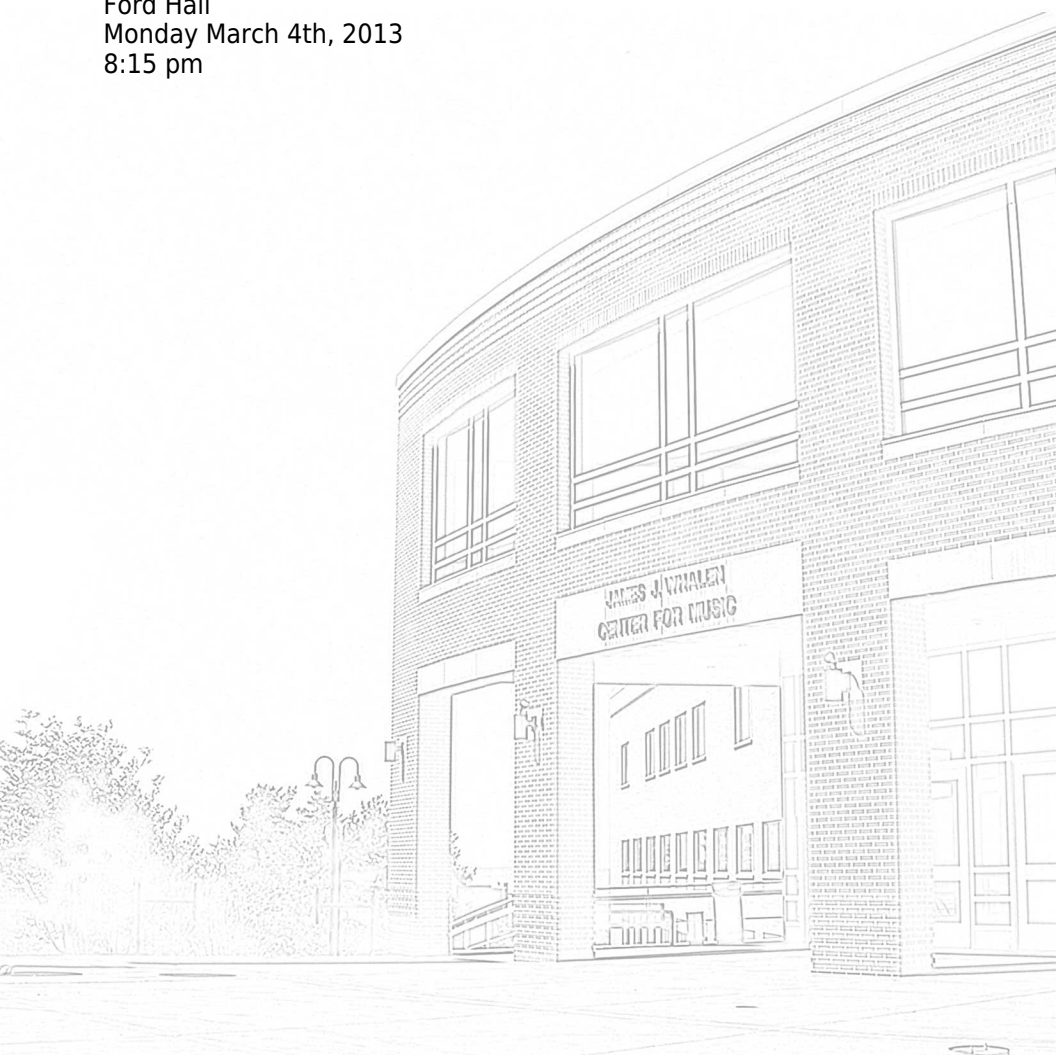 Ford Hall
Monday March 4th, 2013
8:15 pm
JAMES J. WHALEN
CENTER FOR MUSIC